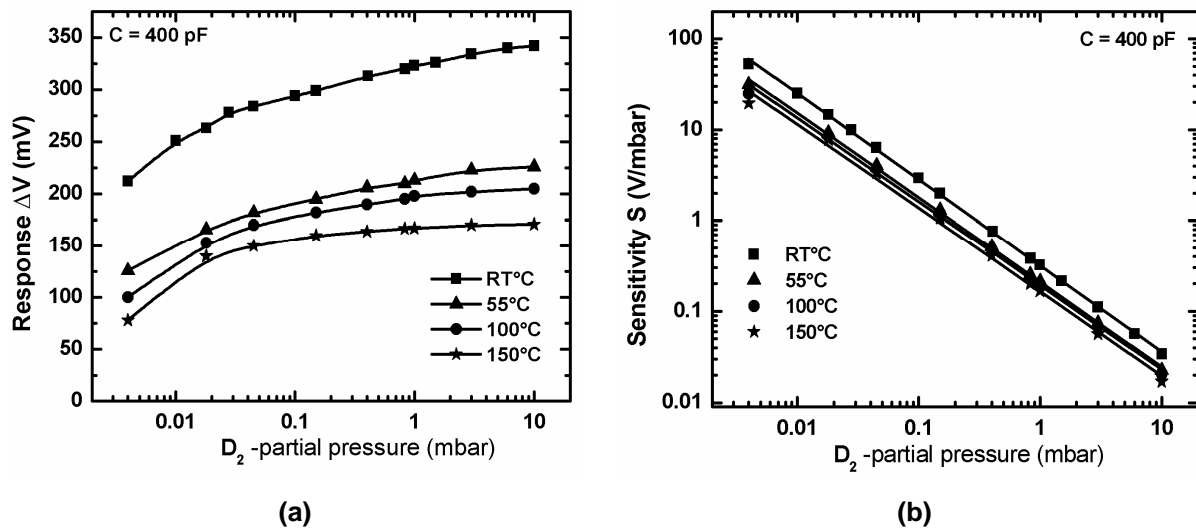 C = 400 pF
Response ΔV (mV)
350
300
250
200
150
100
50
0
RT°C
55°C
100°C
150°C
0.01
0.1
1
10
D₂ -partial pressure (mbar)
(a)
C = 400 pF
Sensitivity S (V/mbar)
100
10
1
0.1
0.01
RT°C
55°C
100°C
150°C
0.01
0.1
1
10
D₂ -partial pressure (mbar)
(b)